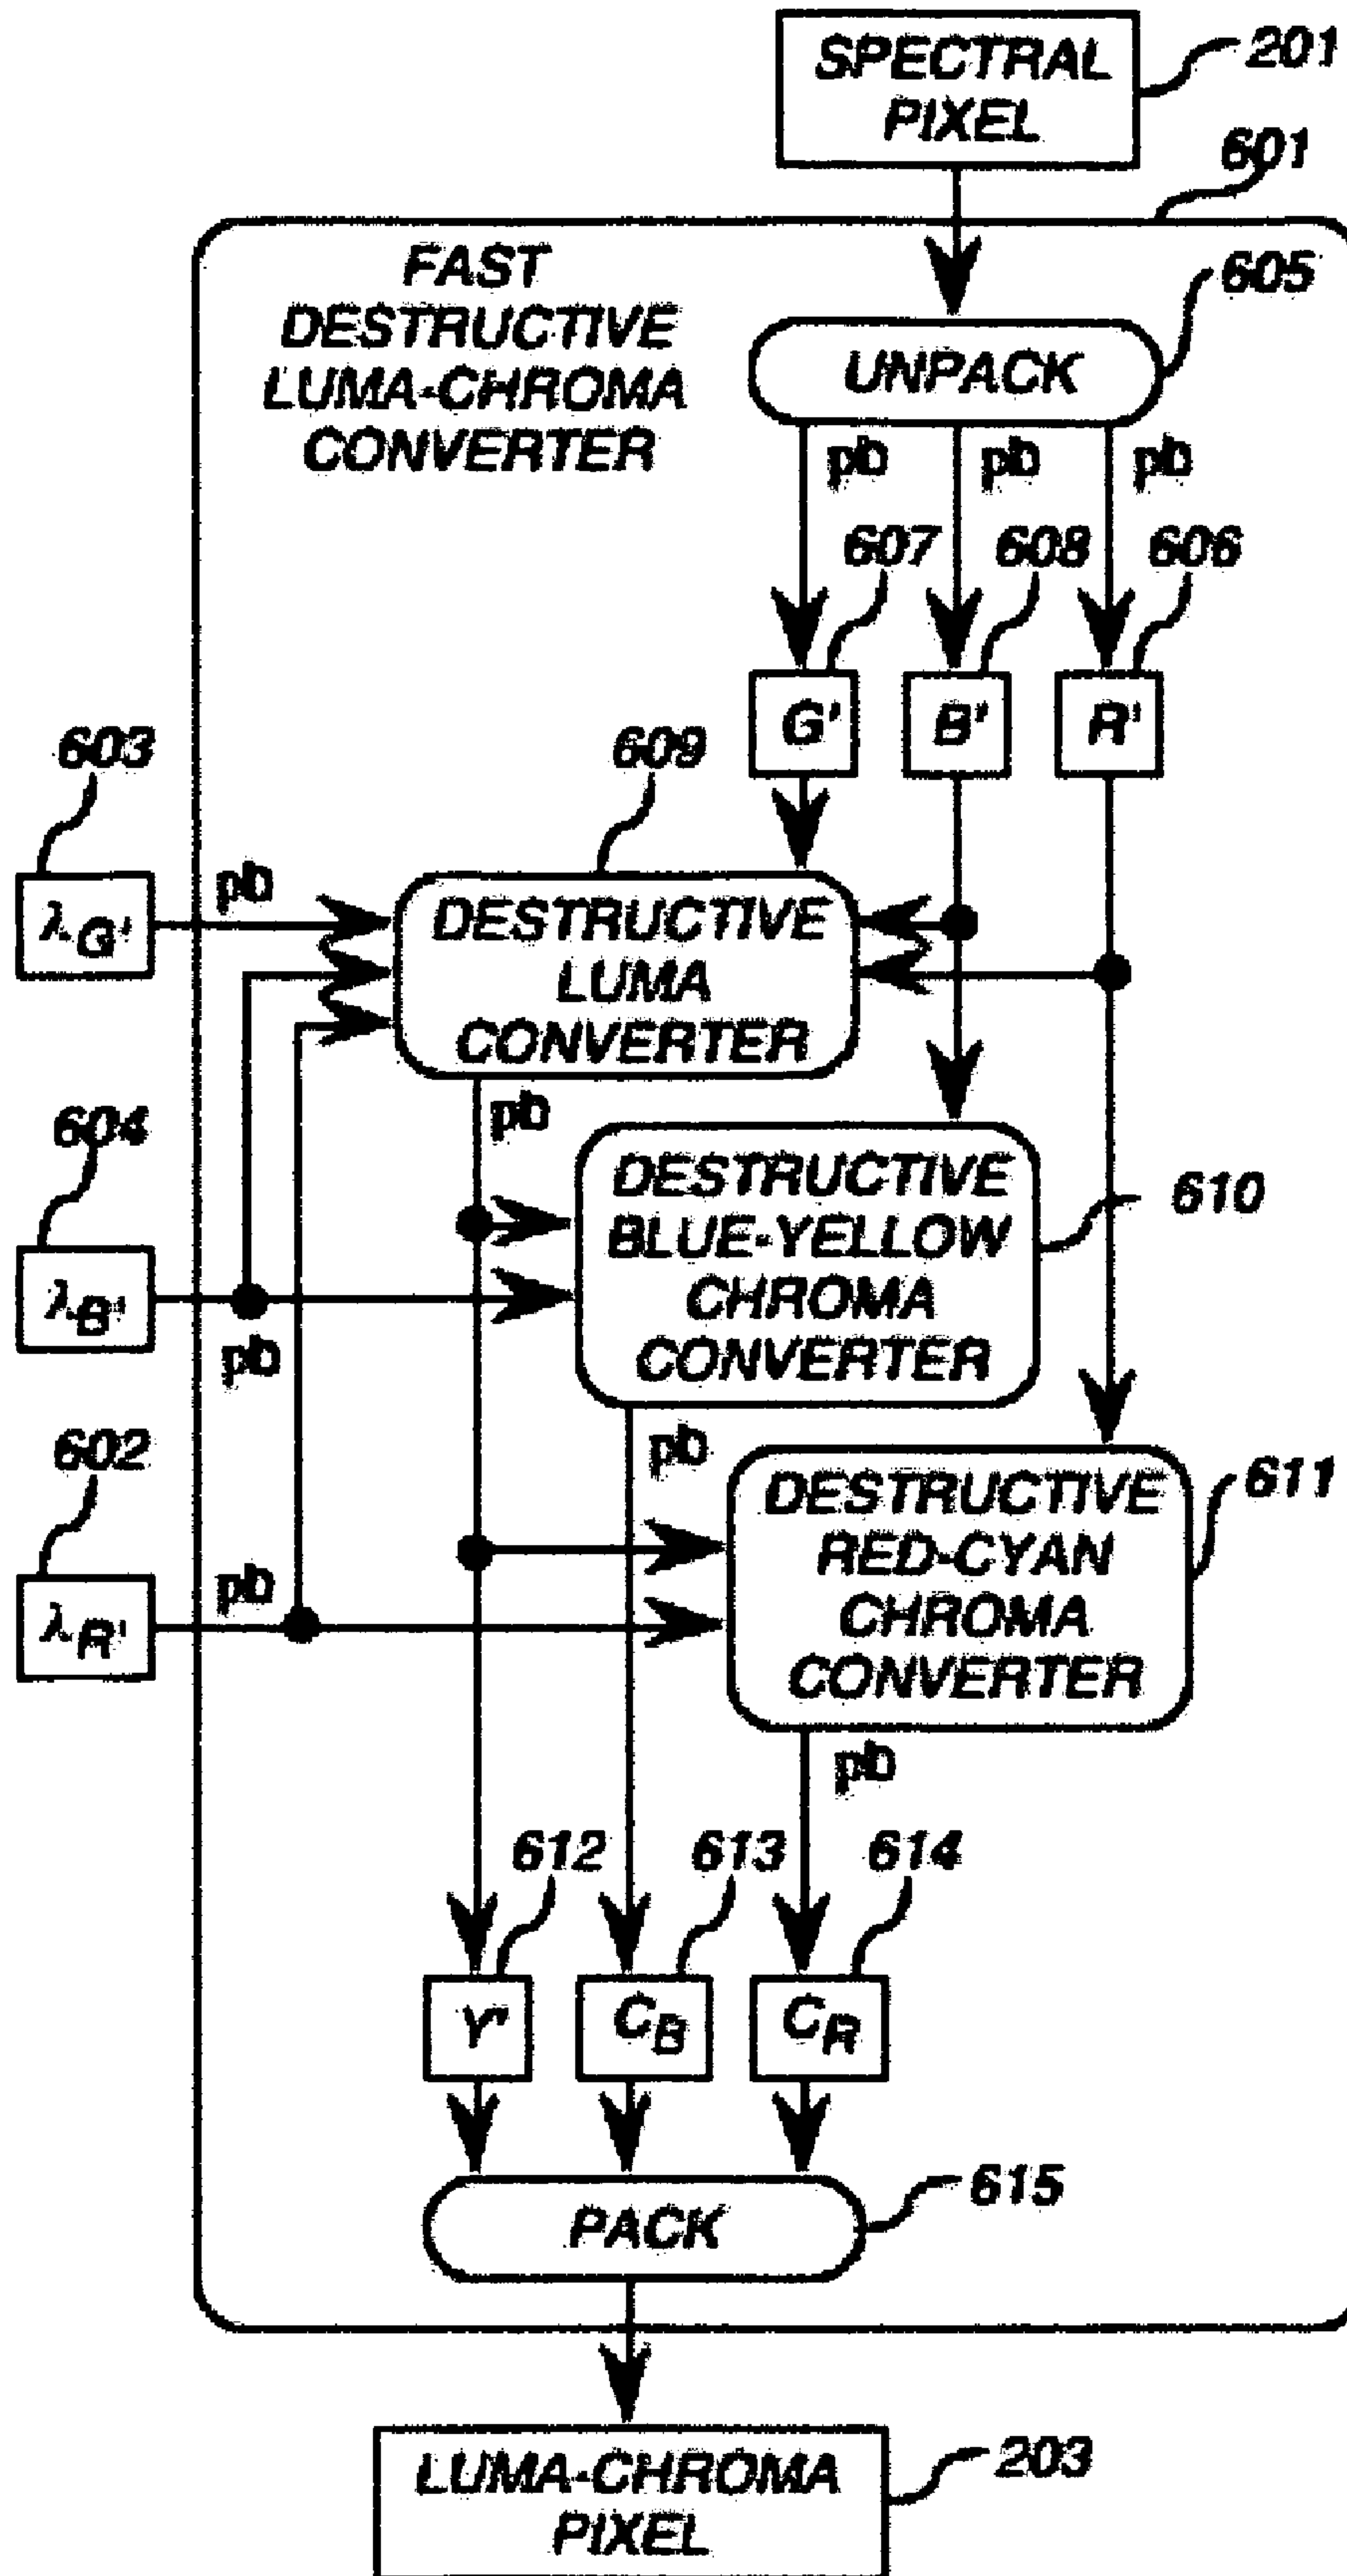 SPECTRAL
PIXEL
201
601
FAST
DESTRUCTIVE
LUMA-CHROMA
CONVERTER
605
UNPACK
pb pb pb
607 608 606
G' B' R'
603
609
λG'
pb
DESTRUCTIVE
LUMA
CONVERTER
pb
604
DESTRUCTIVE
BLUE-YELLOW
CHROMA
CONVERTER
610
λB'
pb
602
pb
DESTRUCTIVE
RED-CYAN
CHROMA
CONVERTER
611
λR'
pb
pb
612 613 614
Y' CB CR
PACK
615
LUMA-CHROMA
PIXEL
203